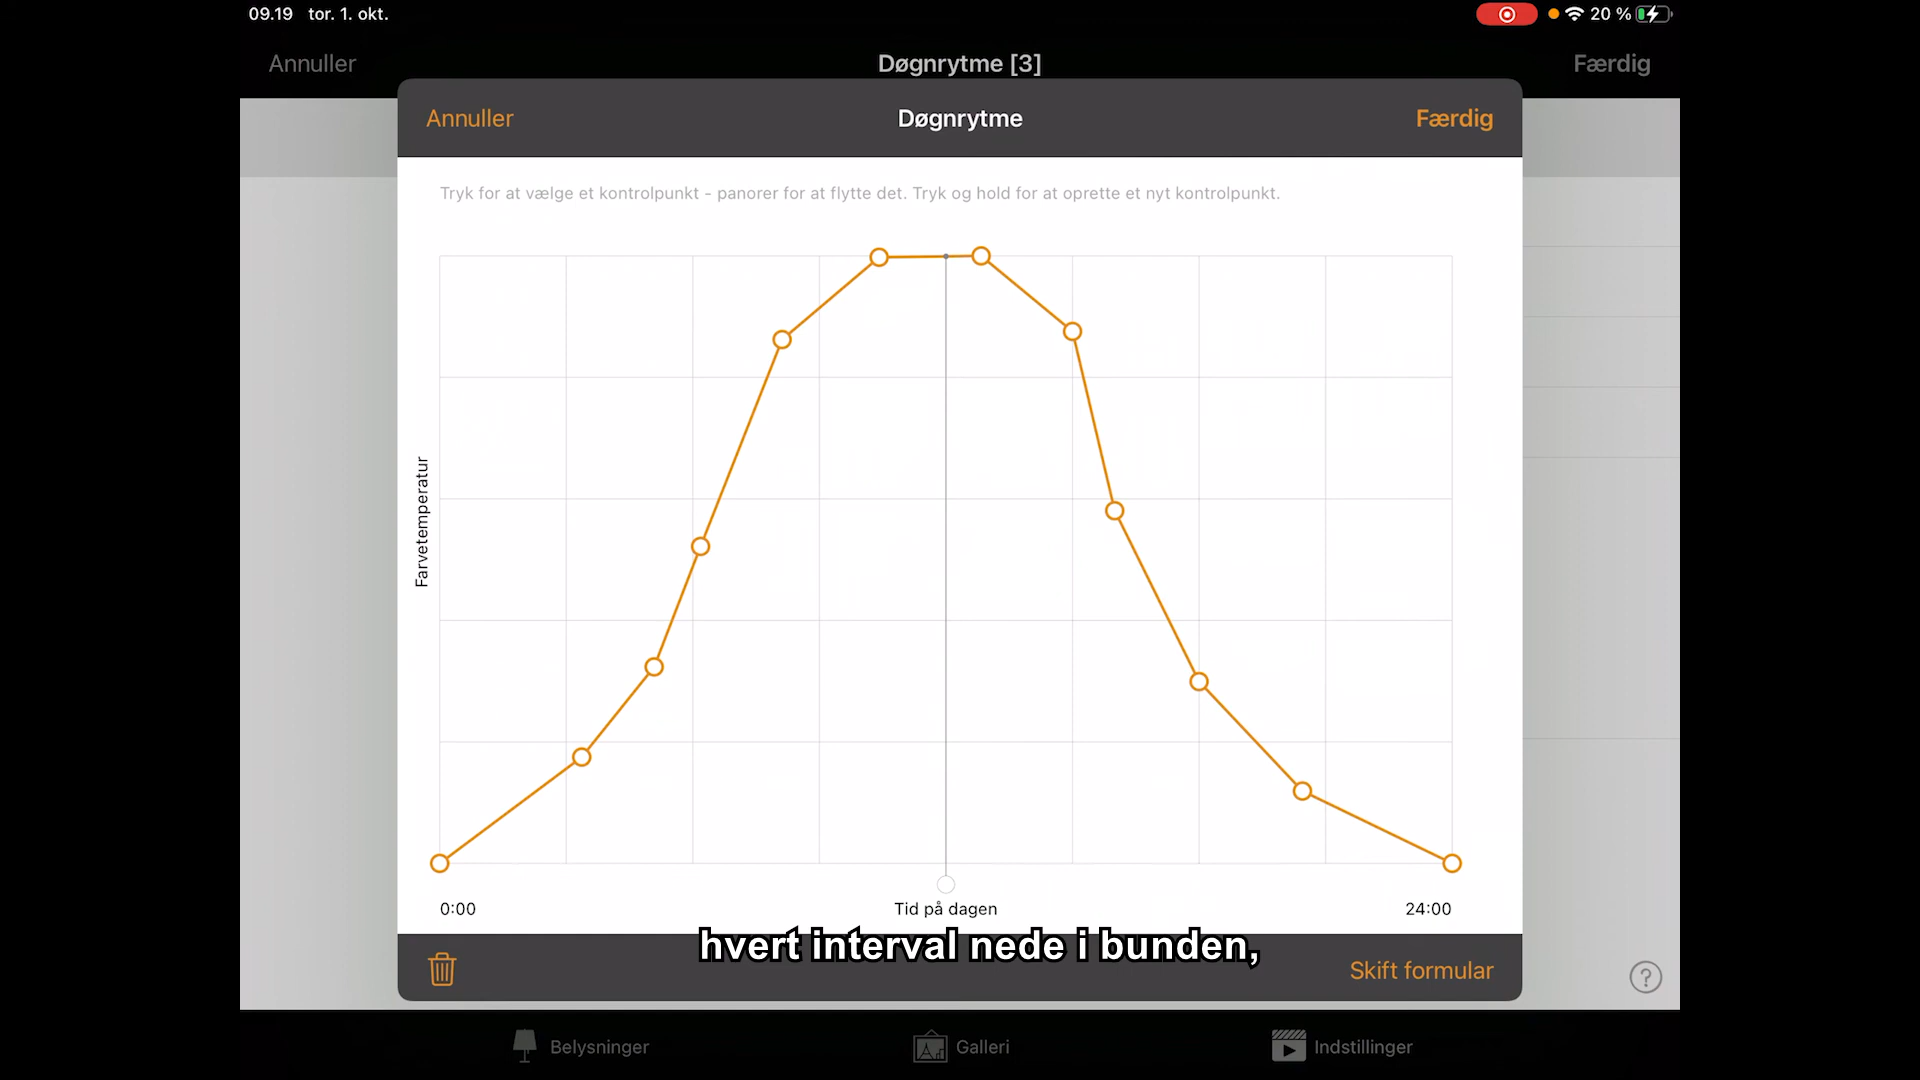 09.19 tor. 1. okt.
20 %
Annuller
Døgnrytme [3]
Færdig
Annuller
Døgnrytme
Færdig
Tryk for at vælge et kontrolpunkt - panorer for at flytte det. Tryk og hold for at oprette et nyt kontrolpunkt.
Farvetemperatur
0:00
Tid på dagen
24:00
hvert interval nede i bunden,
Skift formular
?
Belysninger
Galleri
Indstillinger